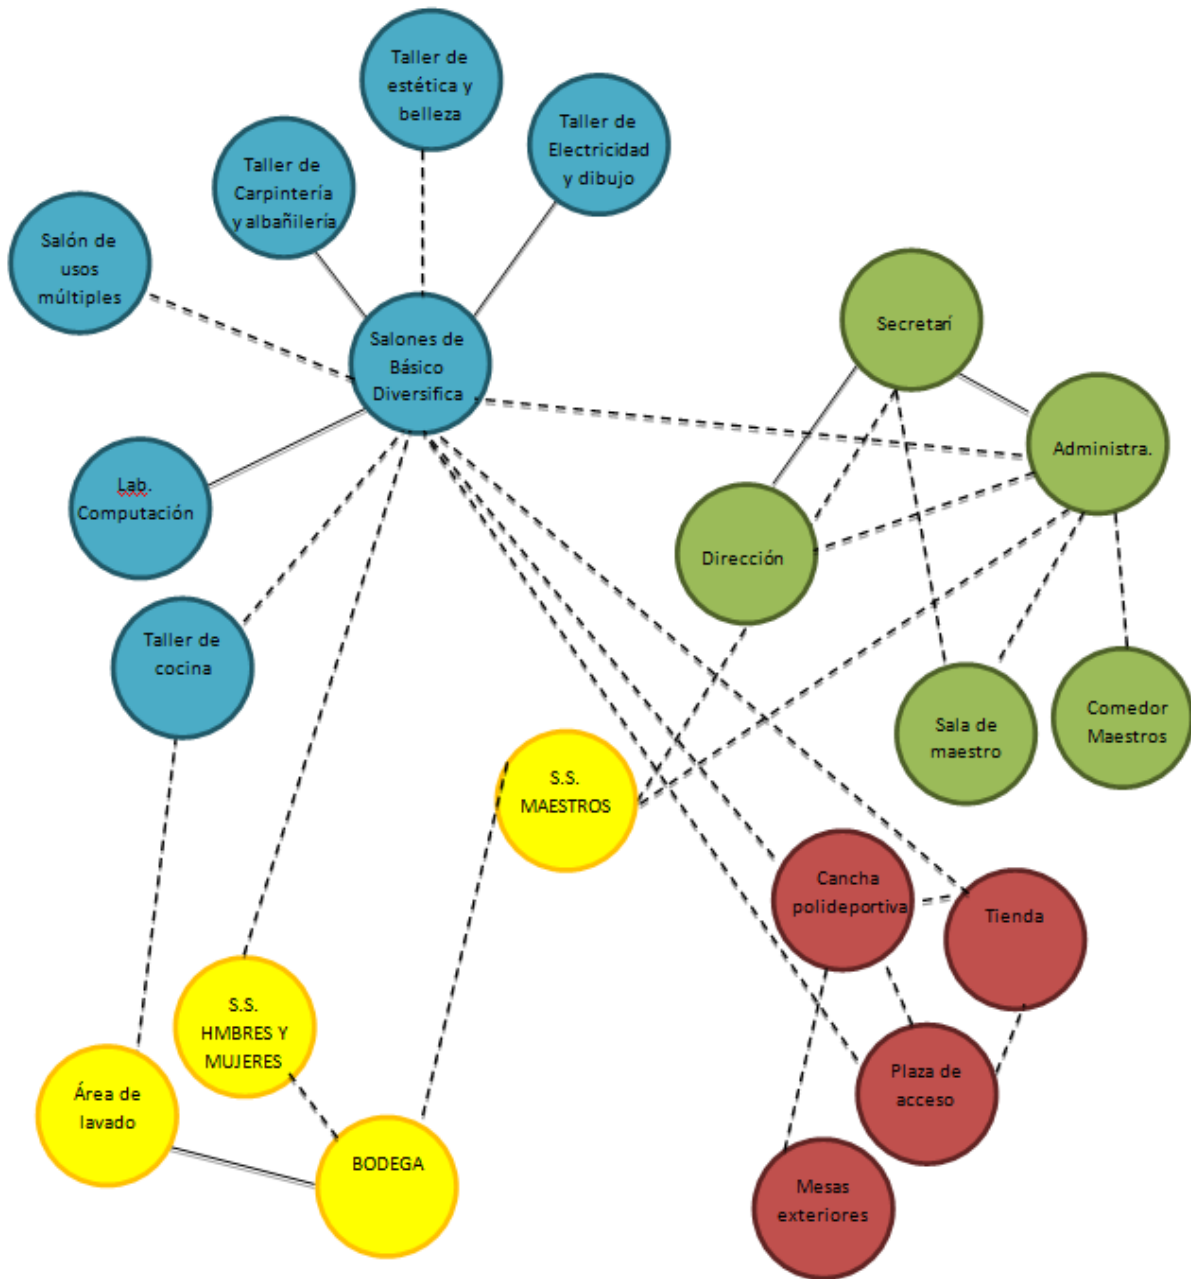 Taller de
estética y
belleza
Taller de
Electricidad
y dibujo
Taller de
Carpintería
y albañilería
Salón de
usos
múltiples
Salones de
Básico
Diversifica
Secretarí
Administra.
Lab.
Computación
Dirección
Taller de
cocina
Sala de
maestro
Comedor
Maestros
S.S.
MAESTROS
Cancha
polideportiva
Tienda
S.S.
HMBRES Y
MUJERES
Área de
lavado
Plaza de
acceso
BODEGA
Mesas
exteriores